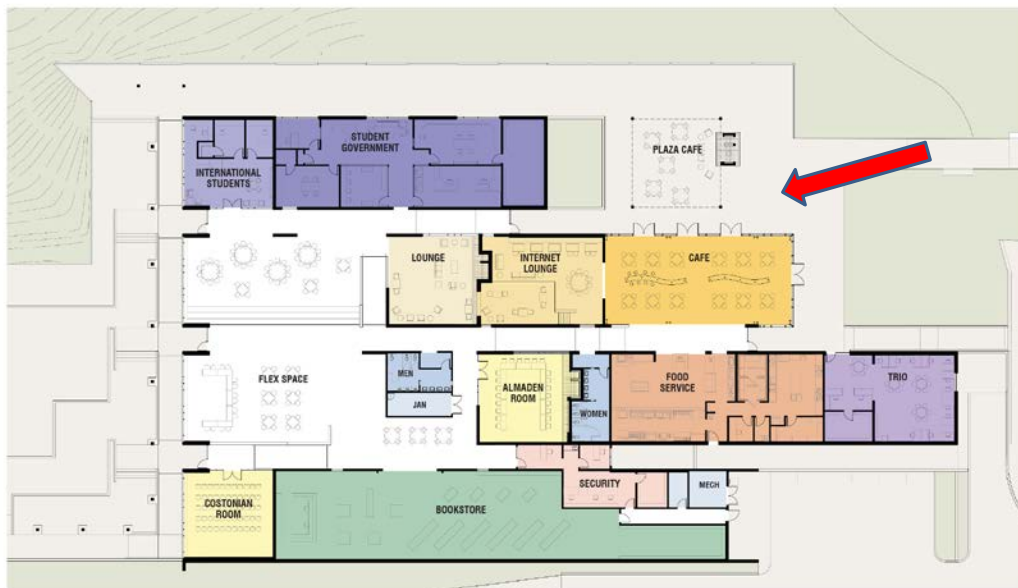 STUDENT
GOVERNMENT
INTERNATIONAL
STUDENTS
PLAZA CAFE
LOUNGE
INTERNET
LOUNGE
CAFE
FLEX SPACE
MEN
JAN
ALMADEN
ROOM
WOMEN
FOOD
SERVICE
TRIO
COSTONIAN
ROOM
BOOKSTORE
SECURITY
MECH